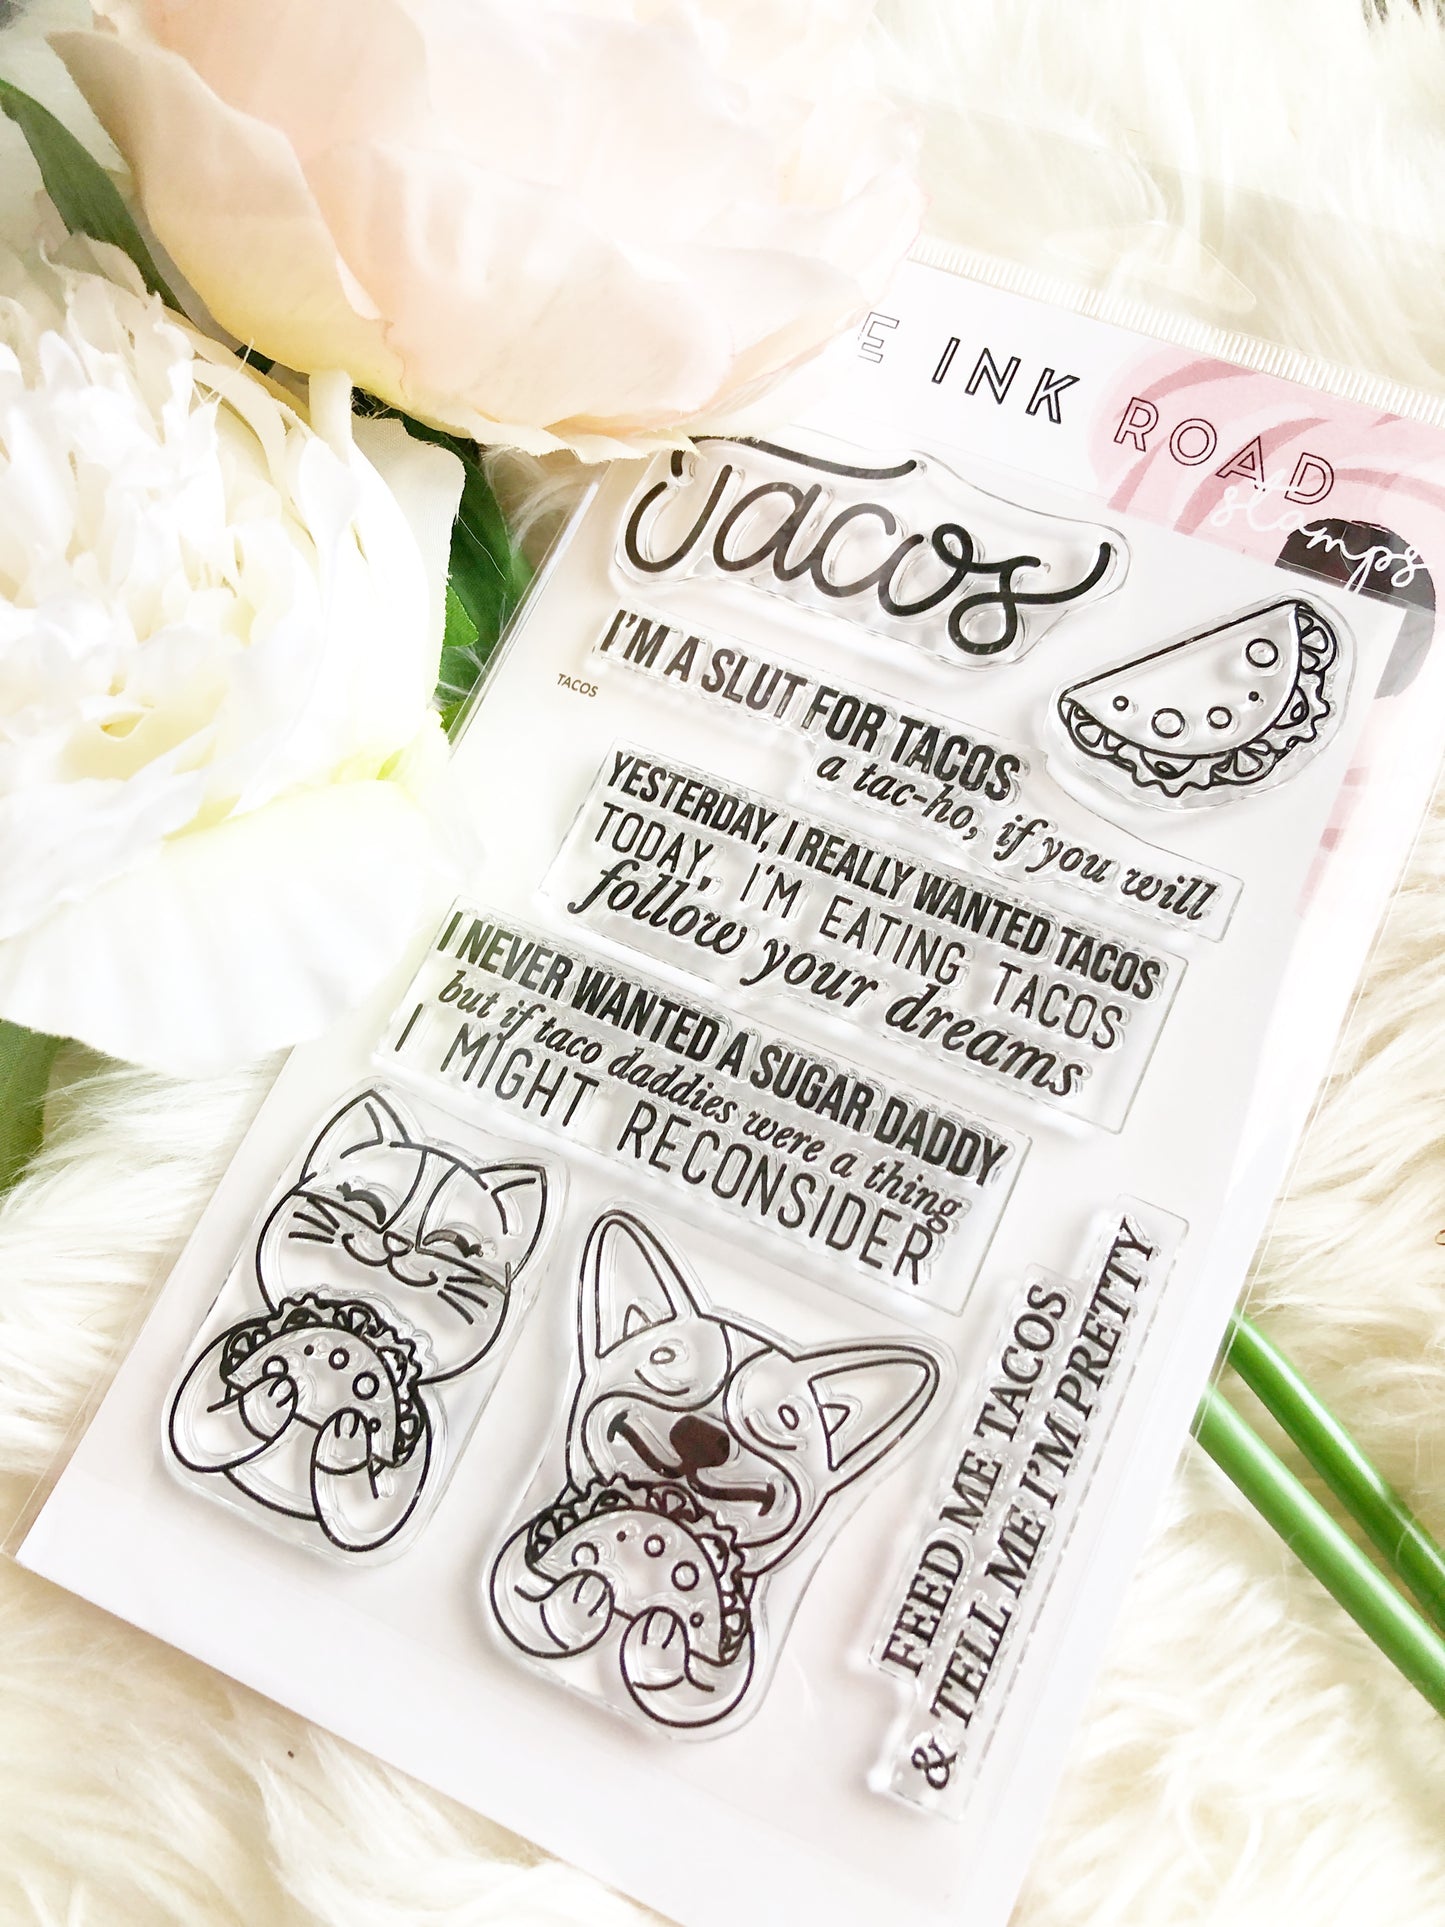 E INK ROAD
stamps
Tacos
TACOS
I'M A SLUT FOR TACOS
a tac-ho, if you will
YESTERDAY, I REALLY WANTED TACOS
TODAY, I'M EATING TACOS
follow your dreams
I NEVER WANTED A SUGAR DADDY
but if taco daddies were a thing
I MIGHT RECONSIDER
FEED ME TACOS
& TELL ME I'M PRETTY